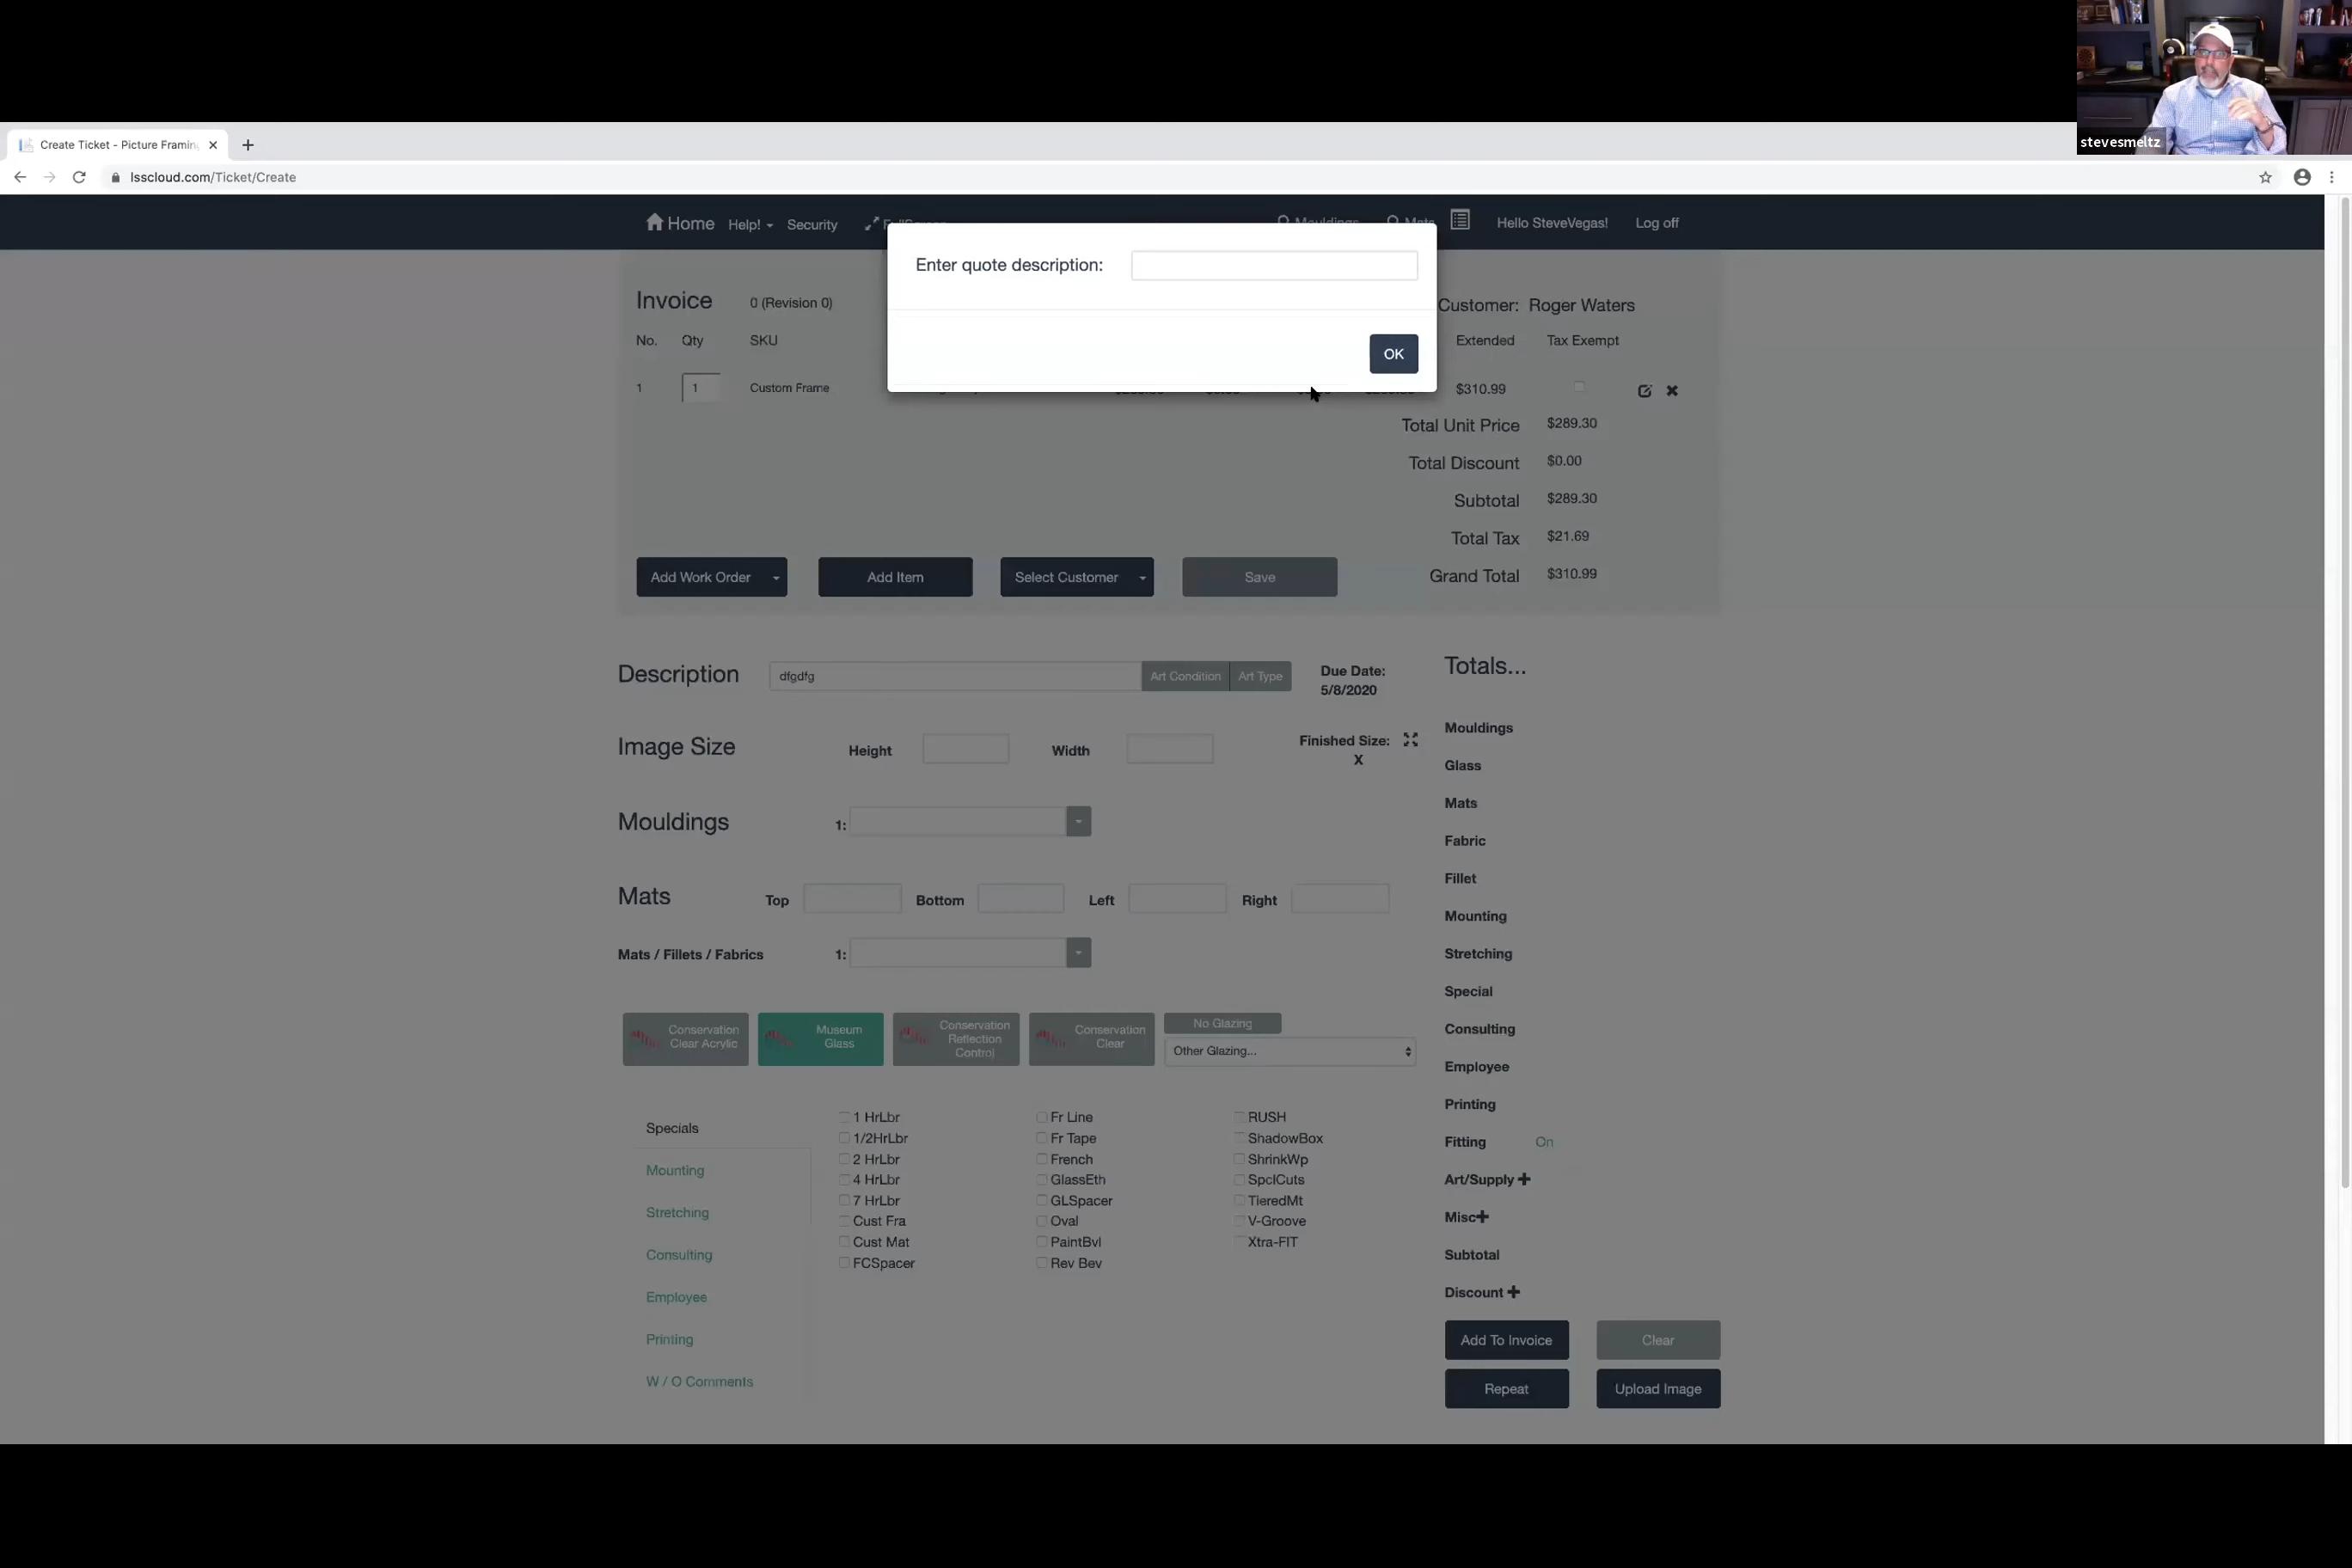 stevesmeltz
Create Ticket - Picture Framin
lsscloud.com/Ticket/Create
Home Help! Security Mouldings Mats Hello SteveVegas! Log off
Enter quote description:
OK
Invoice 0 (Revision 0) Customer: Roger Waters
No. Qty SKU Extended Tax Exempt
1 1 Custom Frame $310.99
Total Unit Price $289.30
Total Discount $0.00
Subtotal $289.30
Total Tax $21.69
Grand Total $310.99
Add Work Order Add Item Select Customer Save
Description dfgdfg Art Condition Art Type Due Date:
5/8/2020
Totals...
Image Size Height Width Finished Size:
X
Mouldings 1:
Mats Top Bottom Left Right
Mats / Fillets / Fabrics 1:
Conservation
Clear Acrylic
Museum
Glass
Conservation
Reflection
Control
Conservation
Clear
No Glazing
Other Glazing...
Specials
Mounting
Stretching
Consulting
Employee
Printing
W / O Comments
1 HrLbr
1/2HrLbr
2 HrLbr
4 HrLbr
7 HrLbr
Cust Fra
Cust Mat
FCSpacer
Fr Line
Fr Tape
French
GlassEth
GLSpacer
Oval
PaintBvl
Rev Bev
RUSH
ShadowBox
ShrinkWp
SpclCuts
TieredMt
V-Groove
Xtra-FIT
Mouldings
Glass
Mats
Fabric
Fillet
Mounting
Stretching
Special
Consulting
Employee
Printing
Fitting On
Art/Supply
Misc
Subtotal
Discount
Add To Invoice Clear
Repeat Upload Image